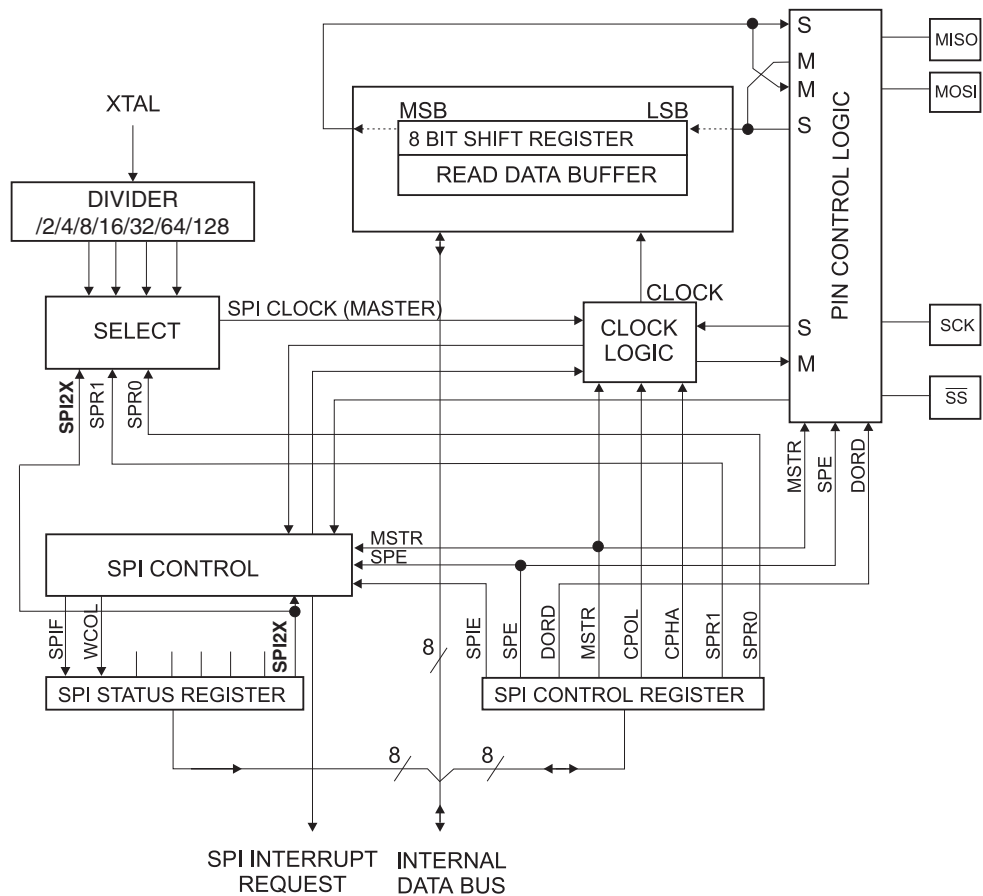 S
MISO
M
MOSI
M
S
PIN CONTROL LOGIC
XTAL
MSB
LSB
8 BIT SHIFT REGISTER
READ DATA BUFFER
DIVIDER
/2/4/8/16/32/64/128
SPI CLOCK (MASTER)
CLOCK
SELECT
CLOCK
LOGIC
S
M
SCK
SS
SPI2X
SPR1
SPR0
MSTR
SPE
DORD
MSTR
SPE
SPI CONTROL
SPIF
WCOL
SPI2X
8
SPIE
SPE
DORD
MSTR
CPOL
CPHA
SPR1
SPR0
SPI STATUS REGISTER
SPI CONTROL REGISTER
8
8
SPI INTERRUPT
REQUEST
INTERNAL
DATA BUS